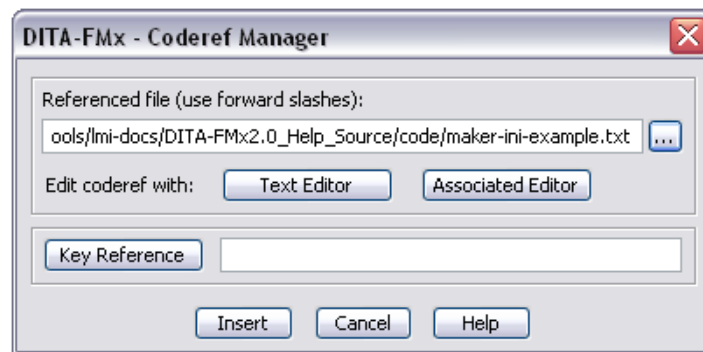 DITA-FMx - Coderef Manager
Referenced file (use forward slashes):
ools/lmi-docs/DITA-FMx2.0_Help_Source/code/maker-ini-example.txt ...
Edit coderef with: Text Editor Associated Editor
Key Reference
Insert Cancel Help